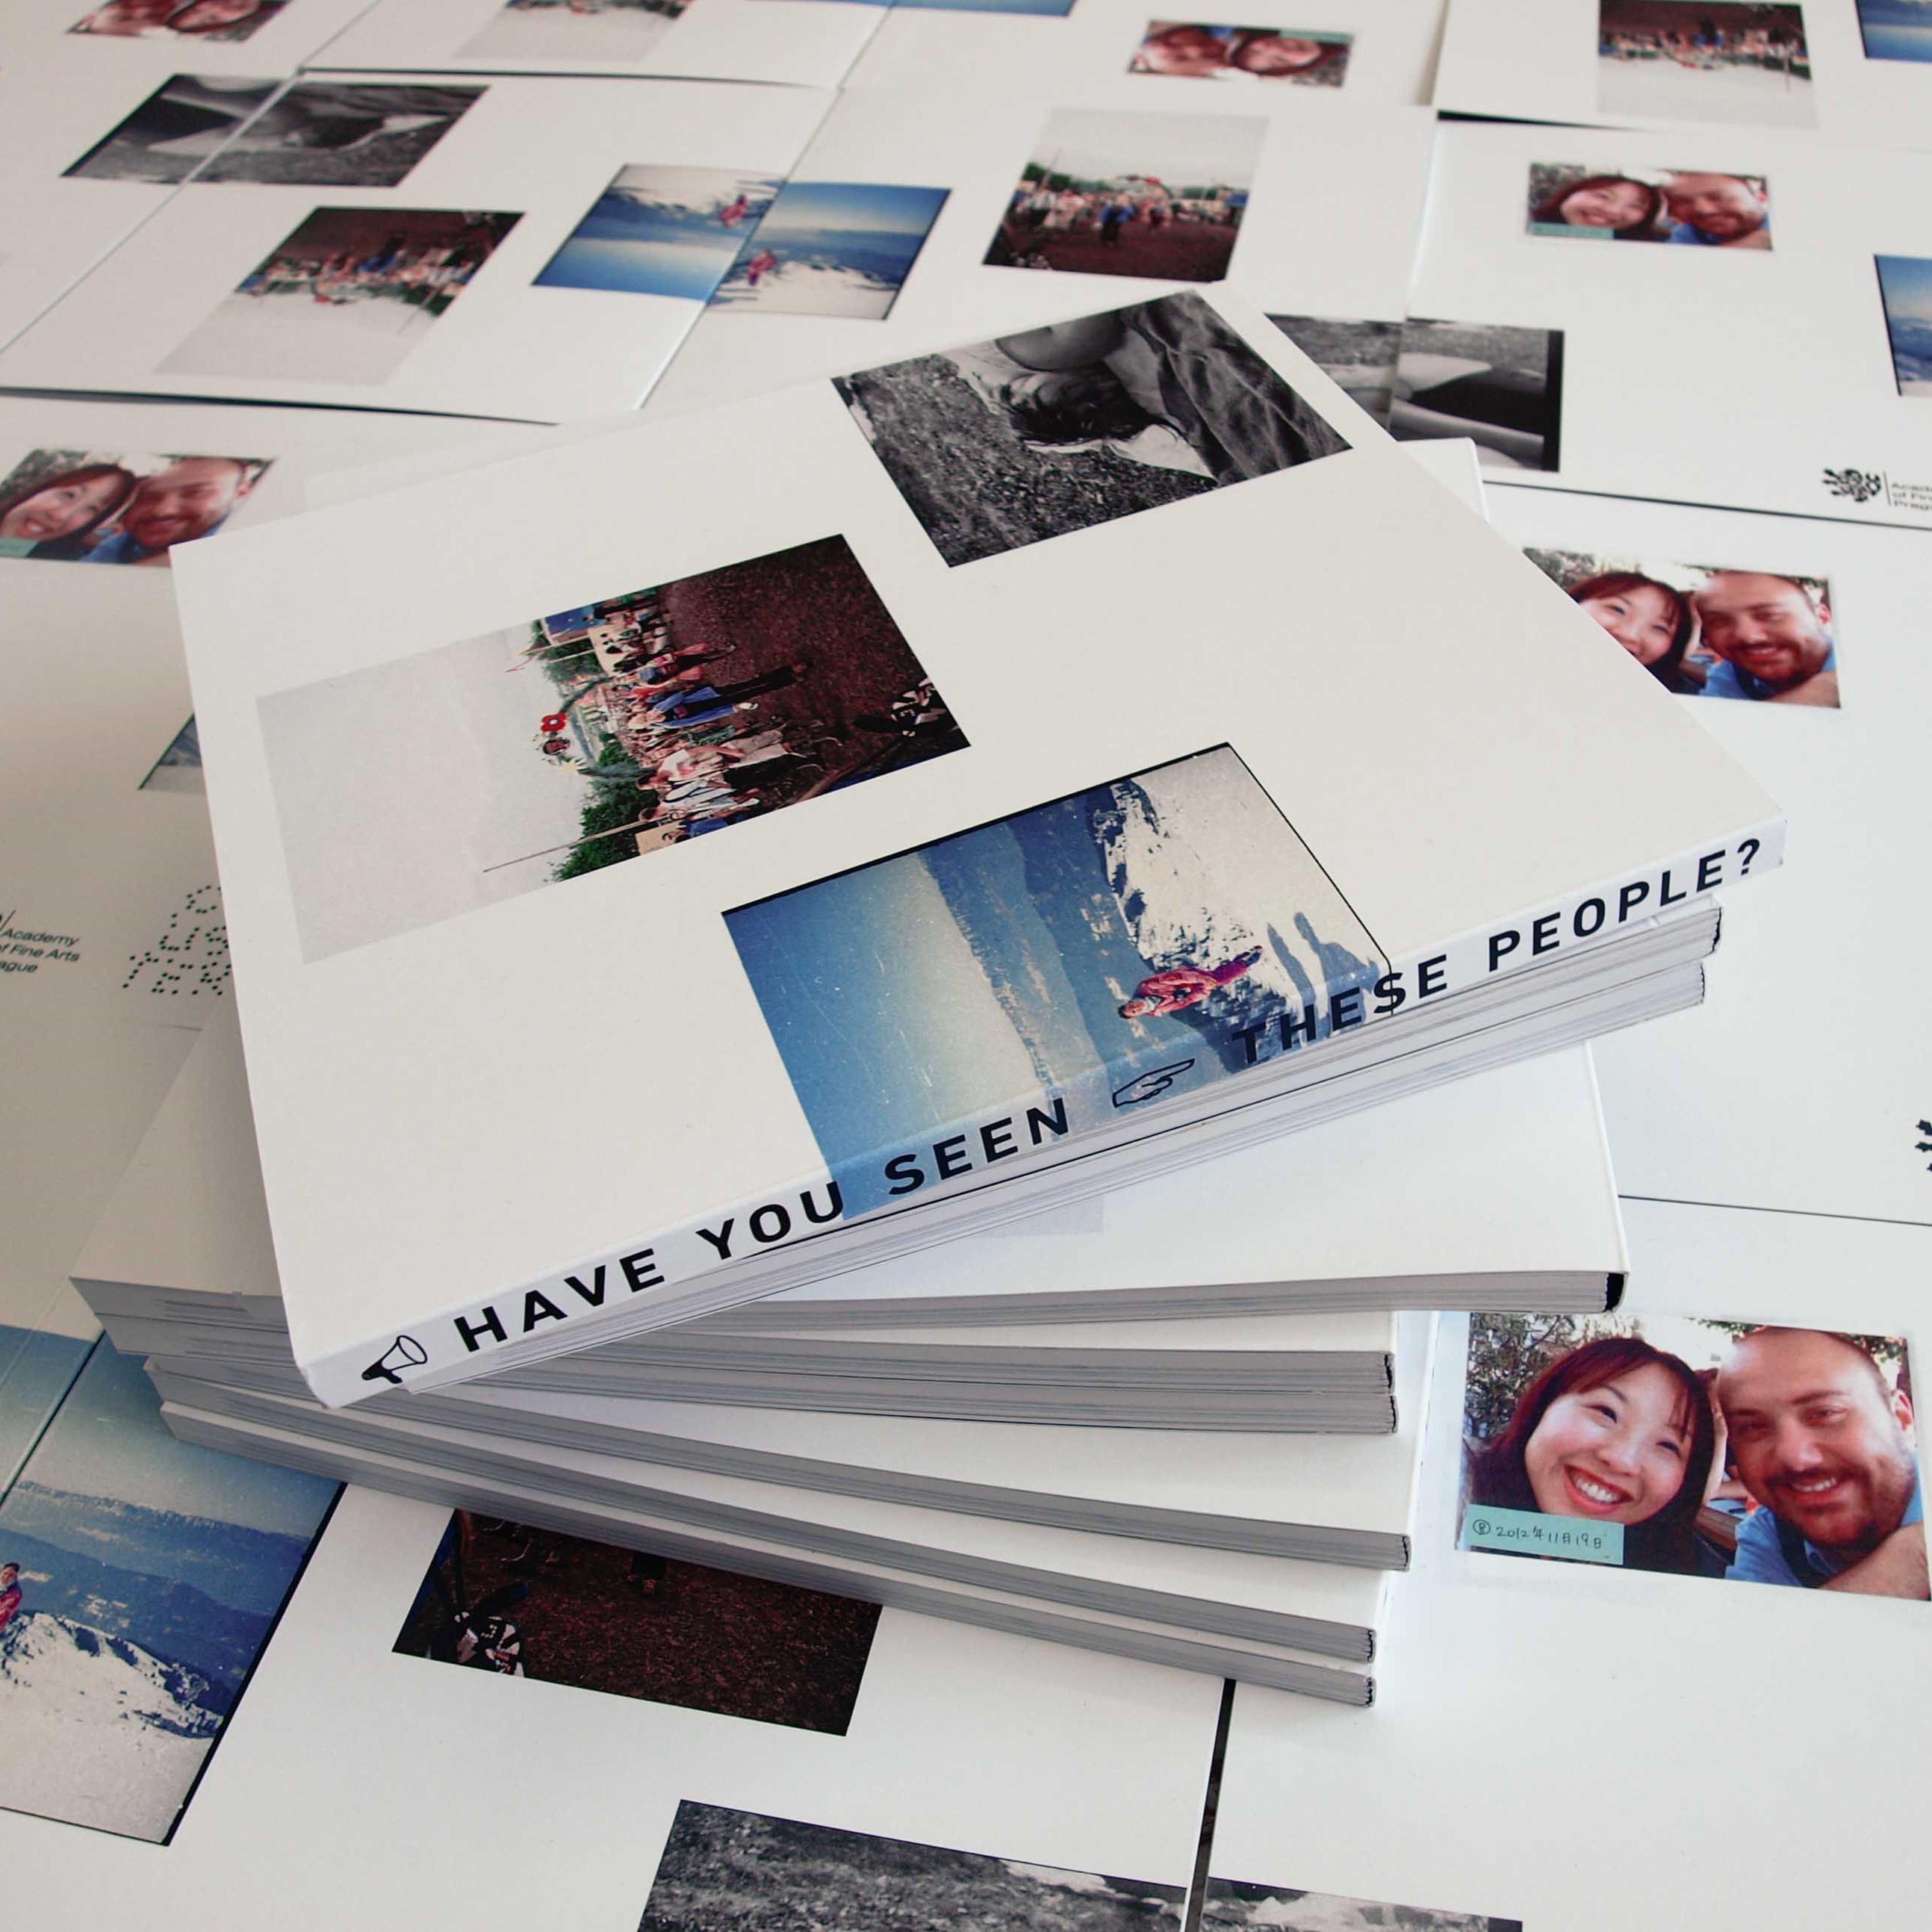 HAVE YOU SEEN THESE PEOPLE?
Academy
of Fine Arts
Ⓟ 2012年11月19日